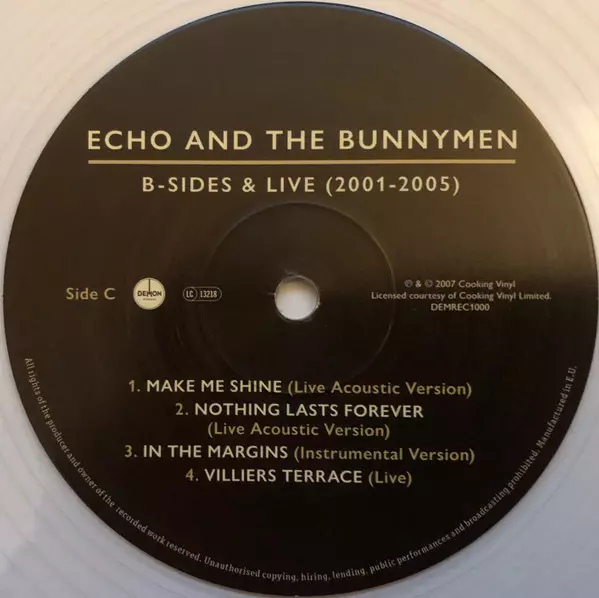 ECHO AND THE BUNNYMEN
B-SIDES & LIVE (2001-2005)
Side C
DEMON
LC 13218
℗ & © 2007 Cooking Vinyl
Licensed courtesy of Cooking Vinyl Limited.
DEMREC1000
1. MAKE ME SHINE (Live Acoustic Version)
2. NOTHING LASTS FOREVER
(Live Acoustic Version)
3. IN THE MARGINS (Instrumental Version)
4. VILLIERS TERRACE (Live)
All rights of the producer and owner of the recorded work reserved. Unauthorised copying, hiring, lending, public performances and broadcasting prohibited. Manufactured in E.U.